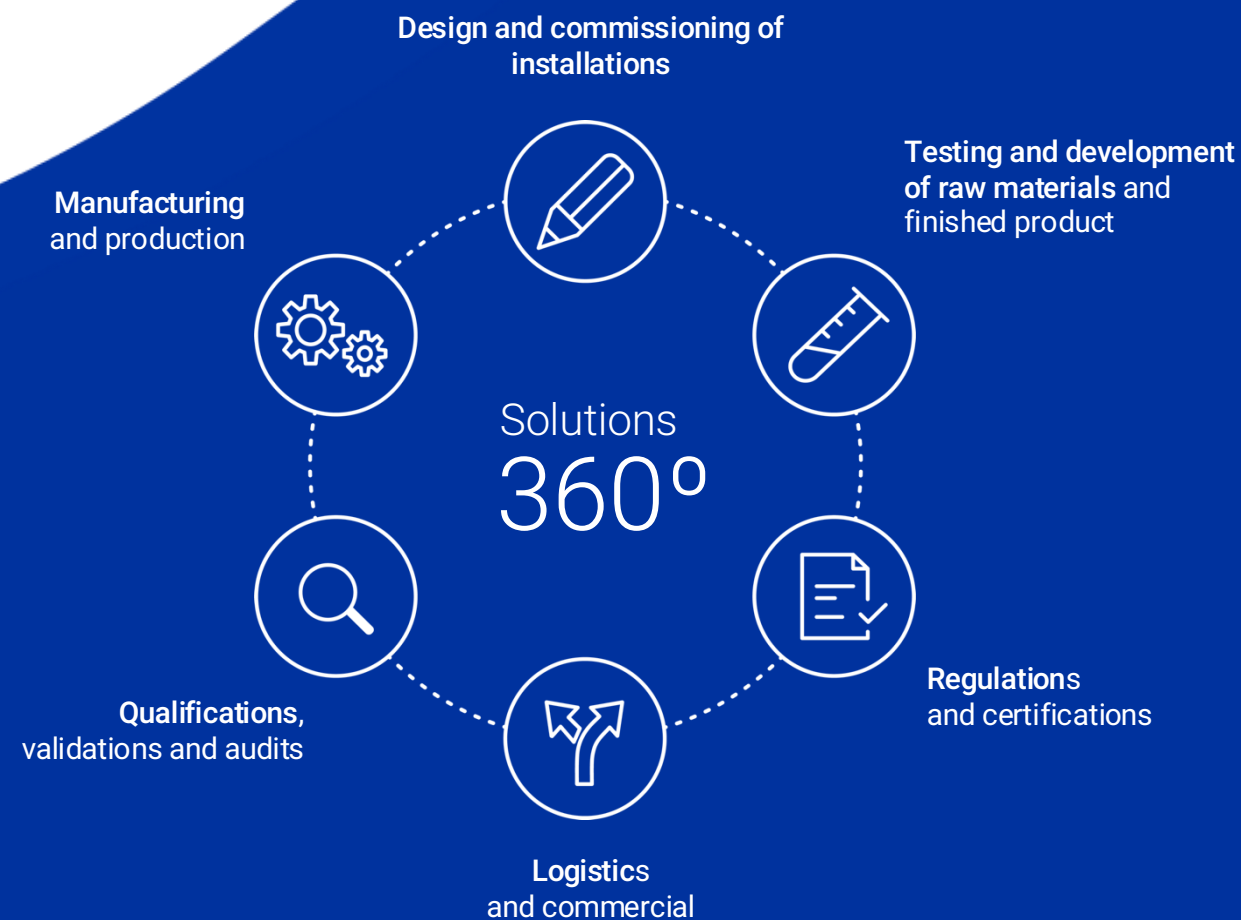 Design and commissioning of
installations
Testing and development
of raw materials and
finished product
Manufacturing
and production
Solutions
360º
Regulations
and certifications
Qualifications,
validations and audits
Logistics
and commercial